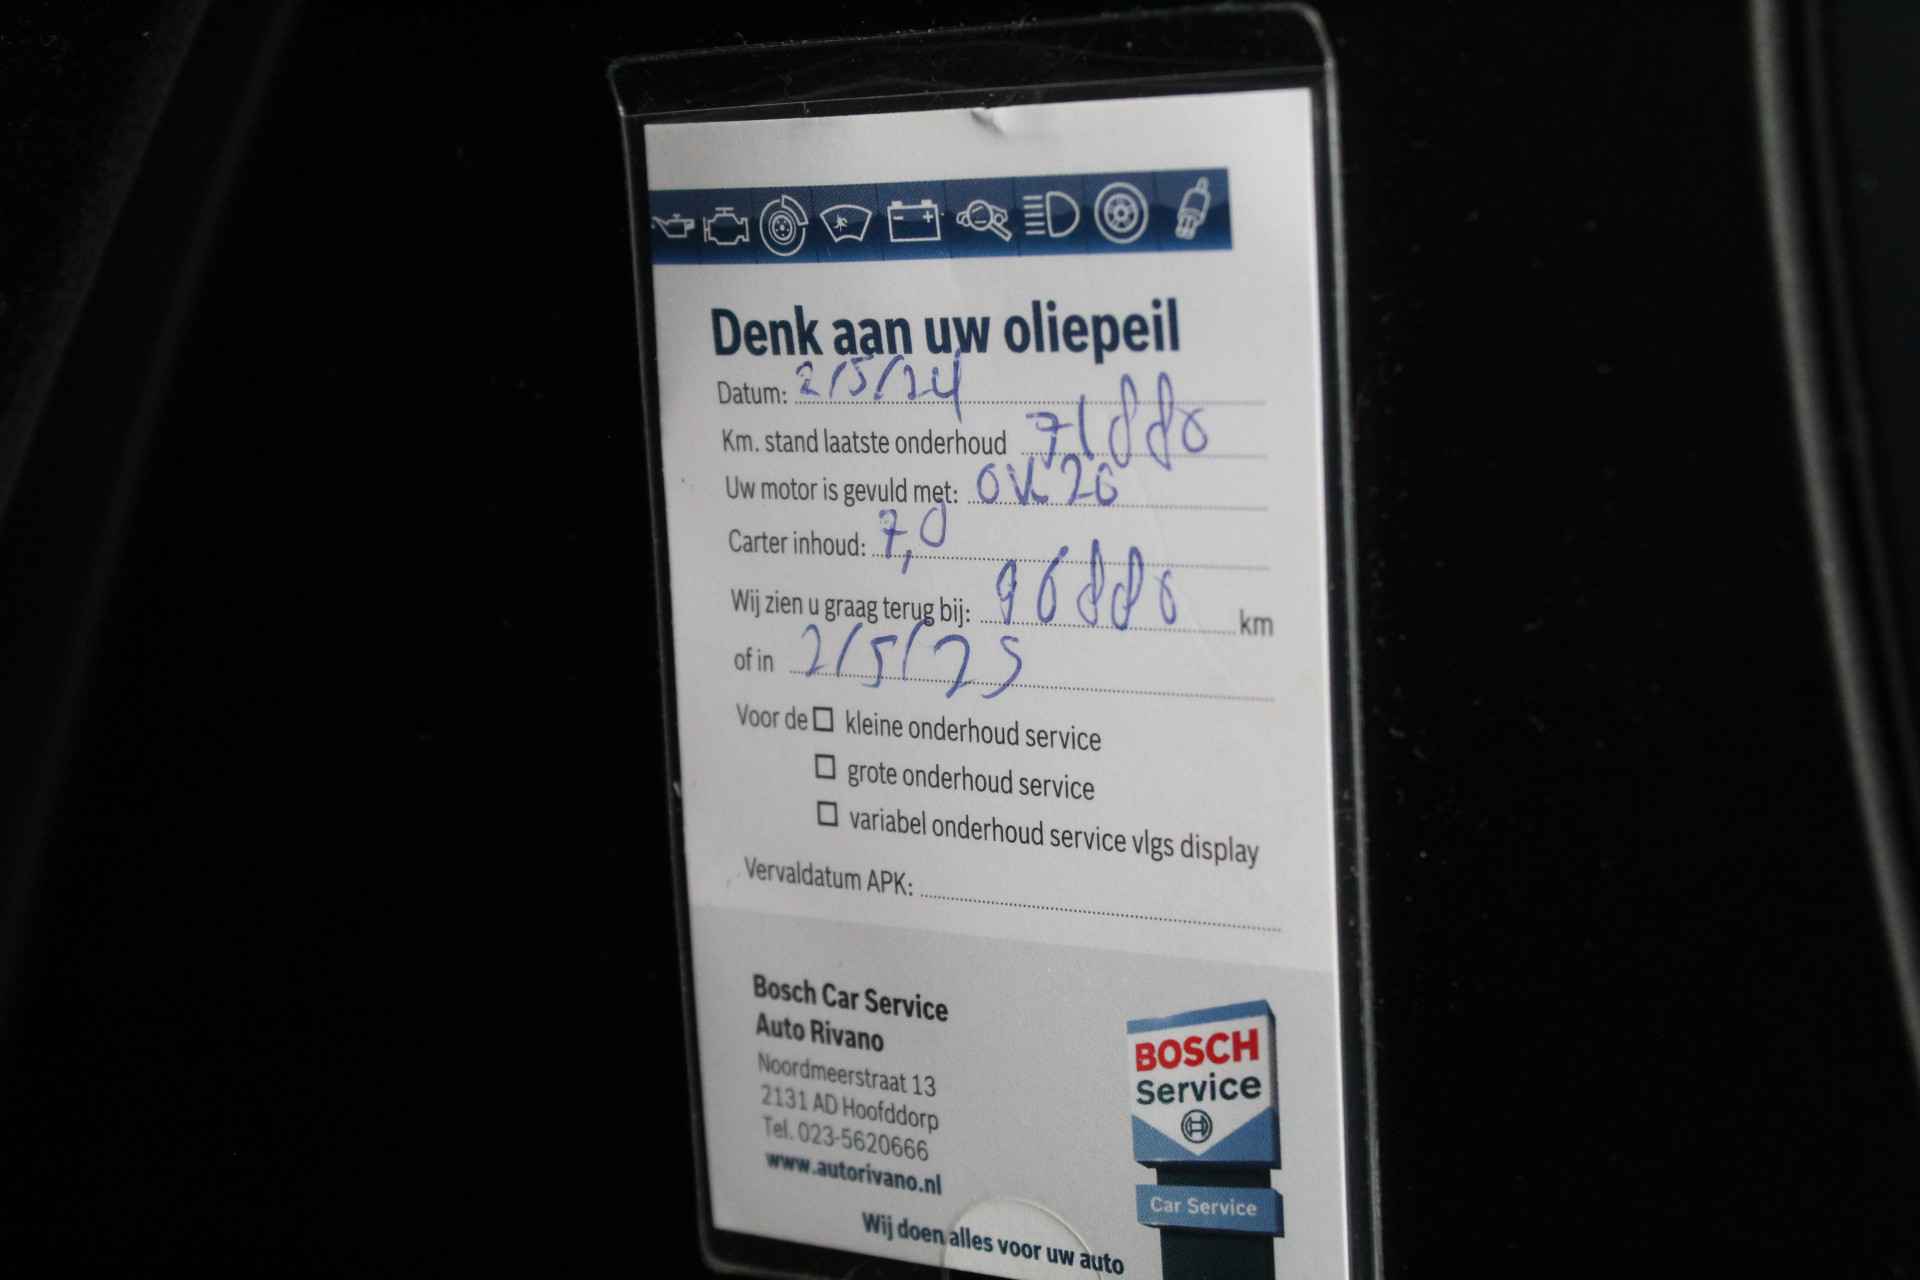 Denk aan uw oliepeil
Datum: 2/5/24
Km. stand laatste onderhoud 71880
Uw motor is gevuld met: 0W20
Carter inhoud: 7,0
Wij zien u graag terug bij: 96880 km
of in 2/5/25
Voor de □ kleine onderhoud service
□ grote onderhoud service
□ variabel onderhoud service vlgs display
Vervaldatum APK:
Bosch Car Service
Auto Rivano
Noordmeerstraat 13
2131 AD Hoofddorp
Tel. 023-5620666
www.autorivano.nl
Wij doen alles voor uw auto
BOSCH
Service
Car Service